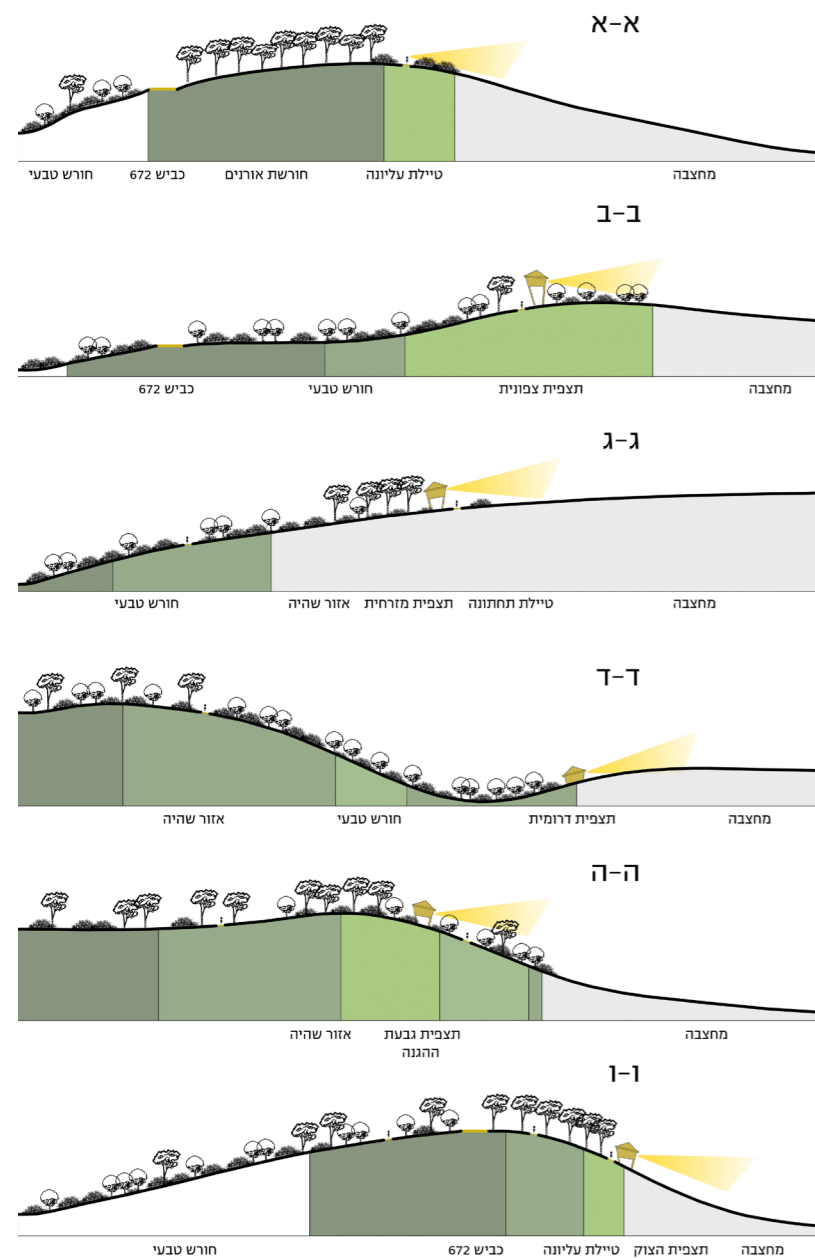 א-א
חורש טבעי כביש 672 חורשת אורנים טיילת עליונה מחצבה
ב-ב
כביש 672 חורש טבעי תצפית צפונית מחצבה
ג-ג
חורש טבעי אזור שהיה תצפית מזרחית טיילת תחתונה מחצבה
ד-ד
אזור שהיה חורש טבעי תצפית דרומית מחצבה
ה-ה
אזור שהיה תצפית גבעת מחצבה
ההגנה
ו-ו
חורש טבעי כביש 672 טיילת עליונה תצפית הצוק מחצבה